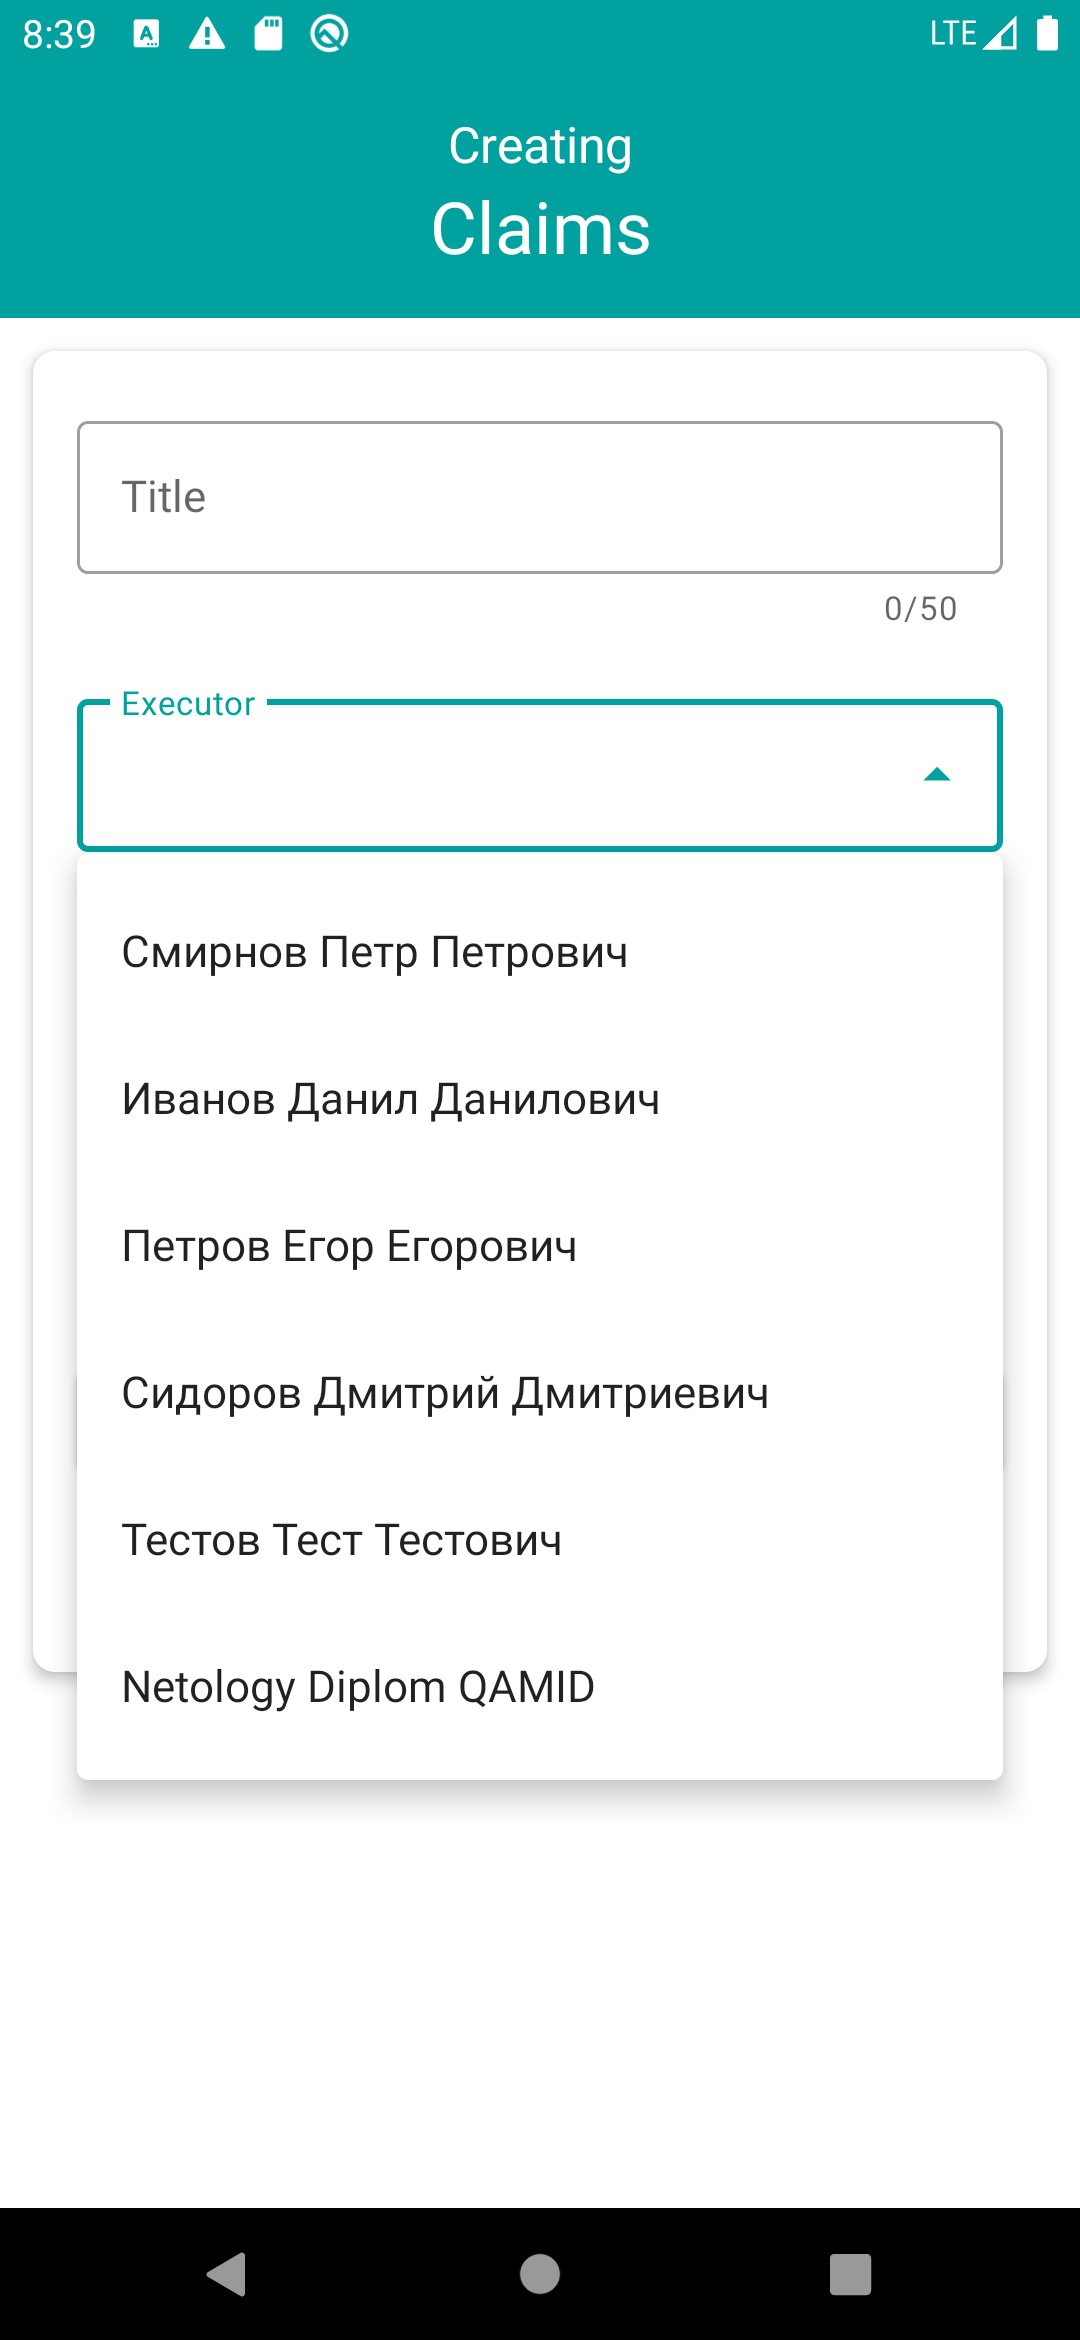 8:39
LTE
Creating
Claims
Title
0/50
Executor
Смирнов Петр Петрович
Иванов Данил Данилович
Петров Егор Егорович
Сидоров Дмитрий Дмитриевич
Тестов Тест Тестович
Netology Diplom QAMID